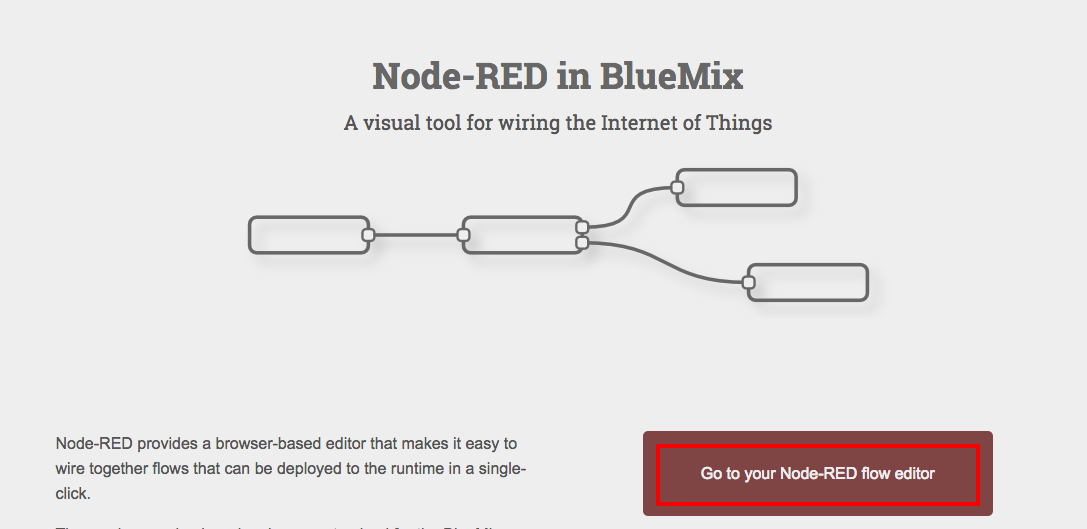 Node-RED in BlueMix
A visual tool for wiring the Internet of Things
Node-RED provides a browser-based editor that makes it easy to
wire together flows that can be deployed to the runtime in a single-
click.
Go to your Node-RED flow editor